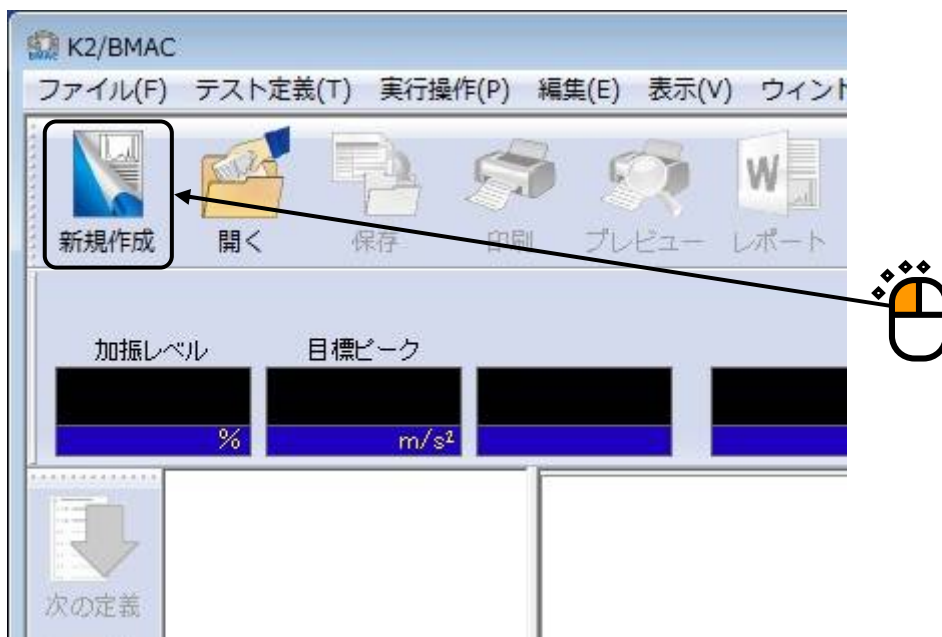 K2/BMAC
ファイル(F) テスト定義(T) 実行操作(P) 編集(E) 表示(V) ウィント
新規作成 開く 保存 印刷 プレビュー レポート
加振レベル 目標ピーク
% m/s²
次の定義